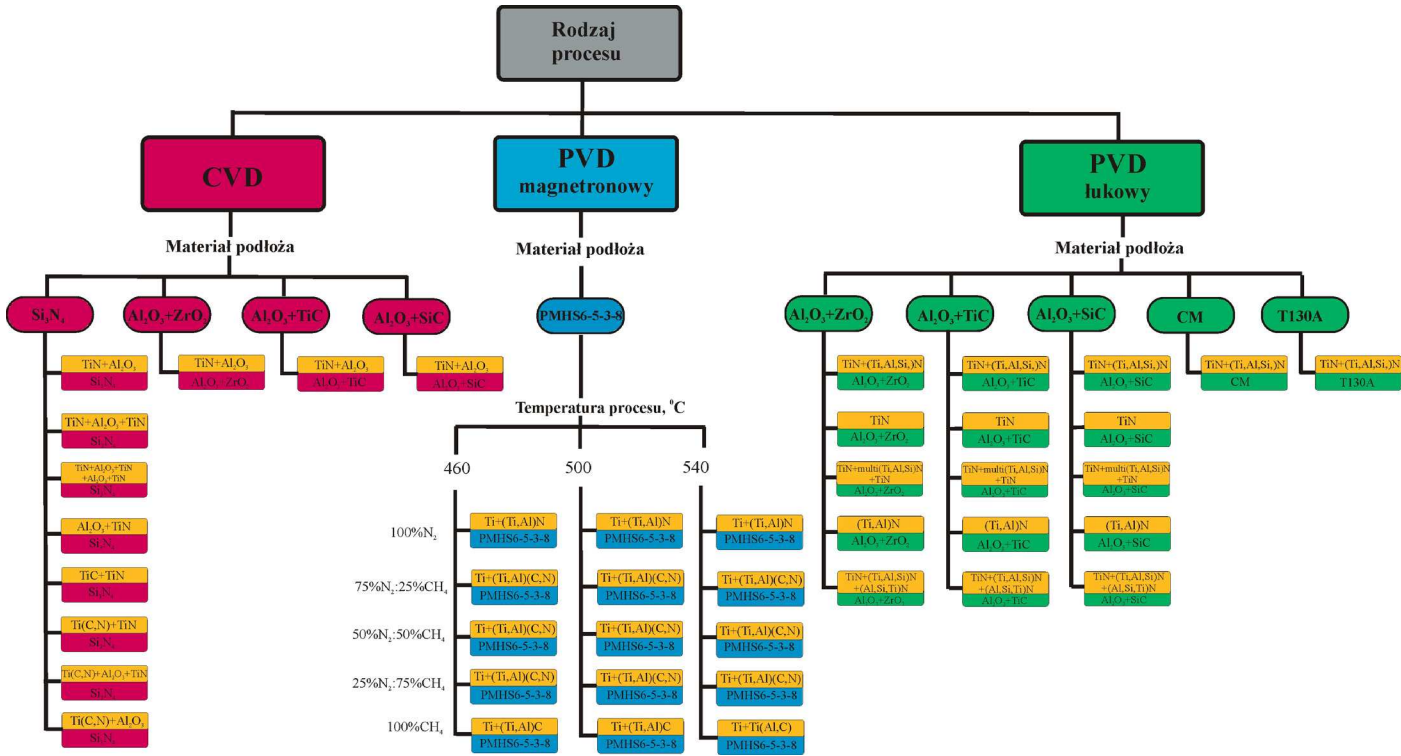 Rodzaj
procesu
CVD
PVD
magnetronowy
PVD
łukowy
Materiał podłoża
Materiał podłoża
Materiał podłoża
Si₃N₄
Al₂O₃+ZrO₂
Al₂O₃+TiC
Al₂O₃+SiC
PMHS6-5-3-8
Al₂O₃+ZrO₂
Al₂O₃+TiC
Al₂O₃+SiC
CM
T130A
TiN+Al₂O₃
Si₃N₄
TiN+Al₂O₃
Al₂O₃+ZrO₂
TiN+Al₂O₃
Al₂O₃+TiC
TiN+Al₂O₃
Al₂O₃+SiC
TiN+Al₂O₃+TiN
Si₃N₄
TiN+Al₂O₃+TiN
+Al₂O₃+TiN
Si₃N₄
Al₂O₃+TiN
Si₃N₄
TiC+TiN
Si₃N₄
Ti(C,N)+TiN
Si₃N₄
Ti(C,N)+Al₂O₃+TiN
Si₃N₄
Ti(C,N)+Al₂O₃
Si₃N₄
Temperatura procesu, ⁰C
460
500
540
100%N₂
Ti+(Ti,Al)N
PMHS6-5-3-8
Ti+(Ti,Al)N
PMHS6-5-3-8
Ti+(Ti,Al)N
PMHS6-5-3-8
75%N₂:25%CH₄
Ti+(Ti,Al)(C,N)
PMHS6-5-3-8
Ti+(Ti,Al)(C,N)
PMHS6-5-3-8
Ti+(Ti,Al)(C,N)
PMHS6-5-3-8
50%N₂:50%CH₄
Ti+(Ti,Al)(C,N)
PMHS6-5-3-8
Ti+(Ti,Al)(C,N)
PMHS6-5-3-8
Ti+(Ti,Al)(C,N)
PMHS6-5-3-8
25%N₂:75%CH₄
Ti+(Ti,Al)(C,N)
PMHS6-5-3-8
Ti+(Ti,Al)(C,N)
PMHS6-5-3-8
Ti+(Ti,Al)(C,N)
PMHS6-5-3-8
100%CH₄
Ti+(Ti,Al)C
PMHS6-5-3-8
Ti+(Ti,Al)C
PMHS6-5-3-8
Ti+Ti(Al,C)
PMHS6-5-3-8
TiN+(Ti,Al,Si,)N
Al₂O₃+ZrO₂
TiN+(Ti,Al,Si,)N
Al₂O₃+TiC
TiN+(Ti,Al,Si,)N
Al₂O₃+SiC
TiN+(Ti,Al,Si,)N
CM
TiN+(Ti,Al,Si,)N
T130A
TiN
Al₂O₃+ZrO₂
TiN
Al₂O₃+TiC
TiN
Al₂O₃+SiC
TiN+multi(Ti,Al,Si)N
+TiN
Al₂O₃+ZrO₂
TiN+multi(Ti,Al,Si)N
+TiN
Al₂O₃+TiC
TiN+multi(Ti,Al,Si)N
+TiN
Al₂O₃+SiC
(Ti,Al)N
Al₂O₃+ZrO₂
(Ti,Al)N
Al₂O₃+TiC
(Ti,Al)N
Al₂O₃+SiC
TiN+(Ti,Al,Si)N
+(Al,Si,Ti)N
Al₂O₃+ZrO₂
TiN+(Ti,Al,Si)N
+(Al,Si,Ti)N
Al₂O₃+TiC
TiN+(Ti,Al,Si)N
+(Al,Si,Ti)N
Al₂O₃+SiC